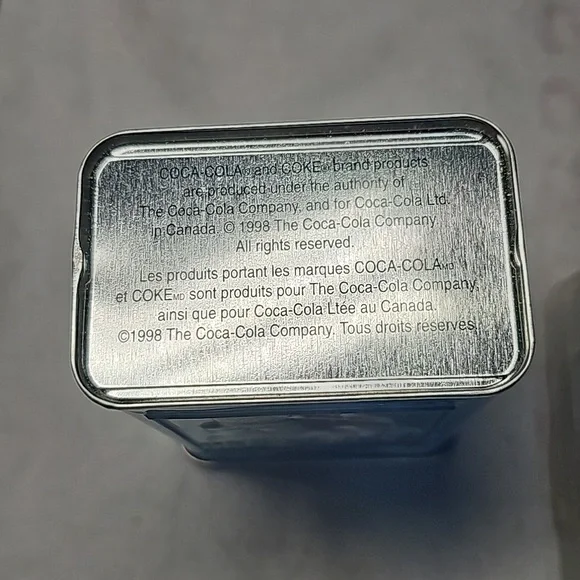 COCA-COLA and COKE brand products
are produced under the authority of
The Coca-Cola Company, and for Coca-Cola Ltd.
in Canada. © 1998 The Coca-Cola Company.
All rights reserved.
Les produits portant les marques COCA-COLAMD
et COKEMD sont produits pour The Coca-Cola Company,
ainsi que pour Coca-Cola Ltée au Canada.
©1998 The Coca-Cola Company. Tous droits reservés.